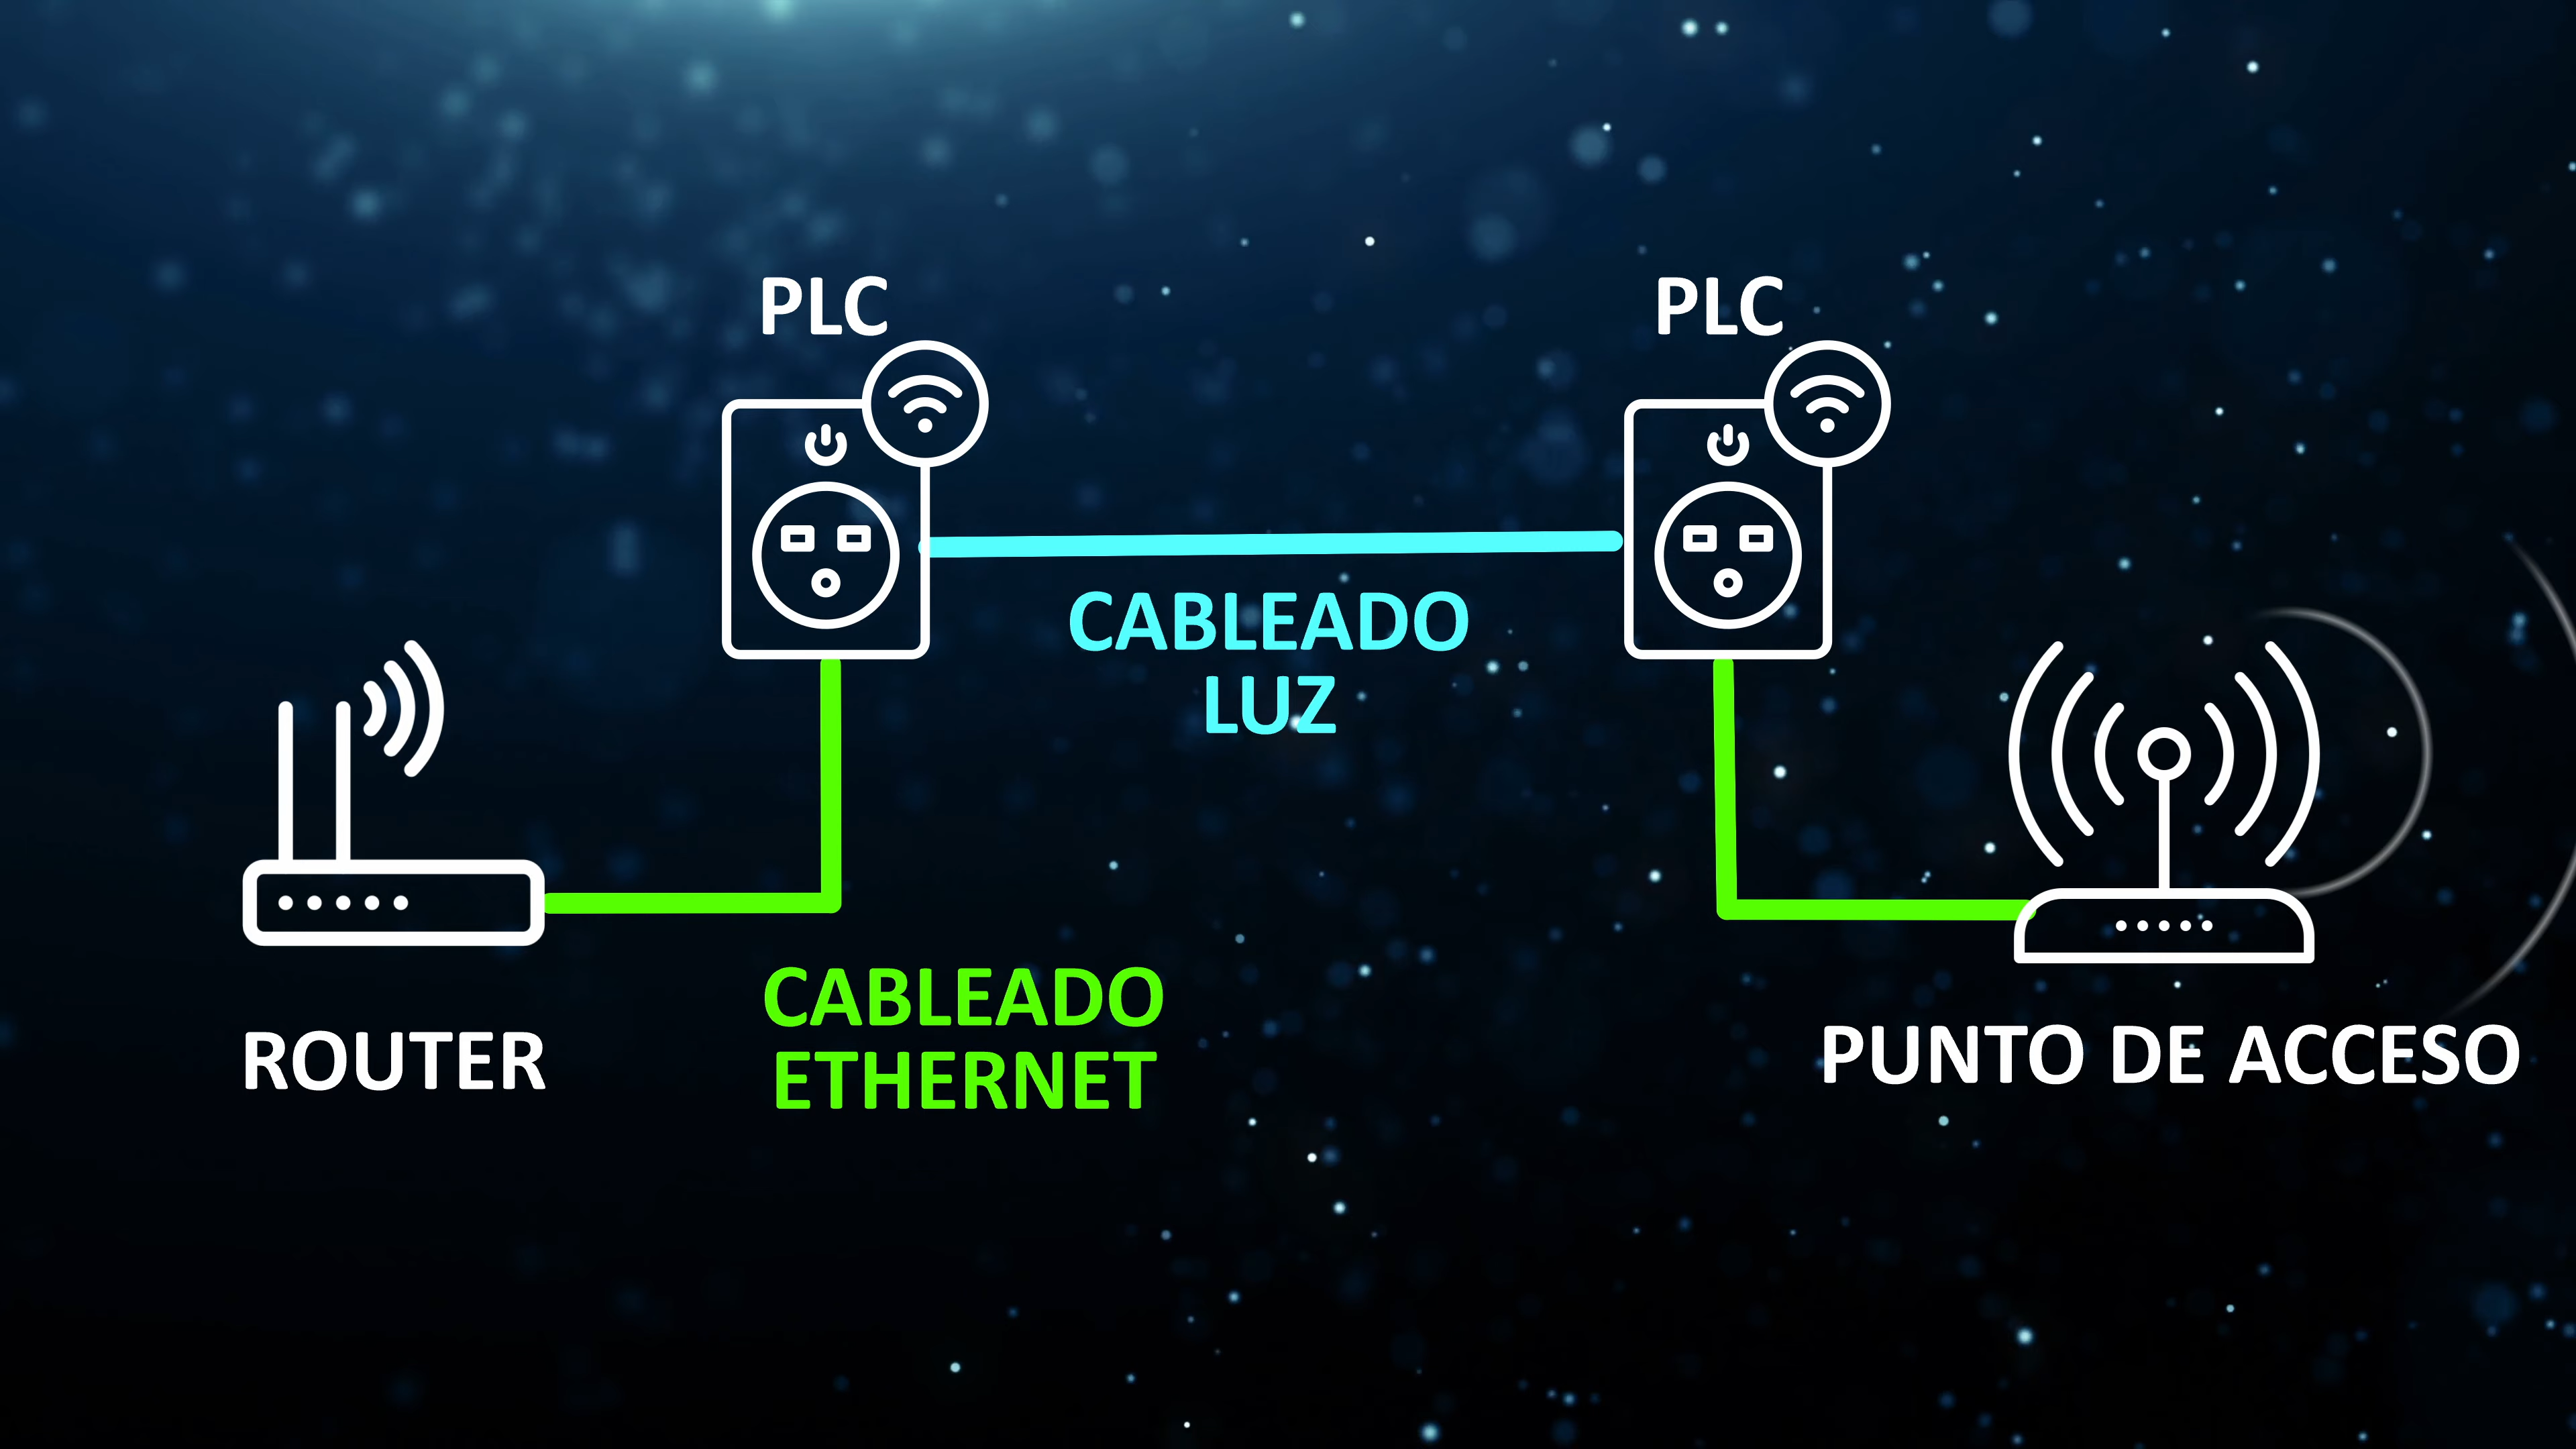 PLC
PLC
CABLEADO
LUZ
CABLEADO
ETHERNET
ROUTER
PUNTO DE ACCESO